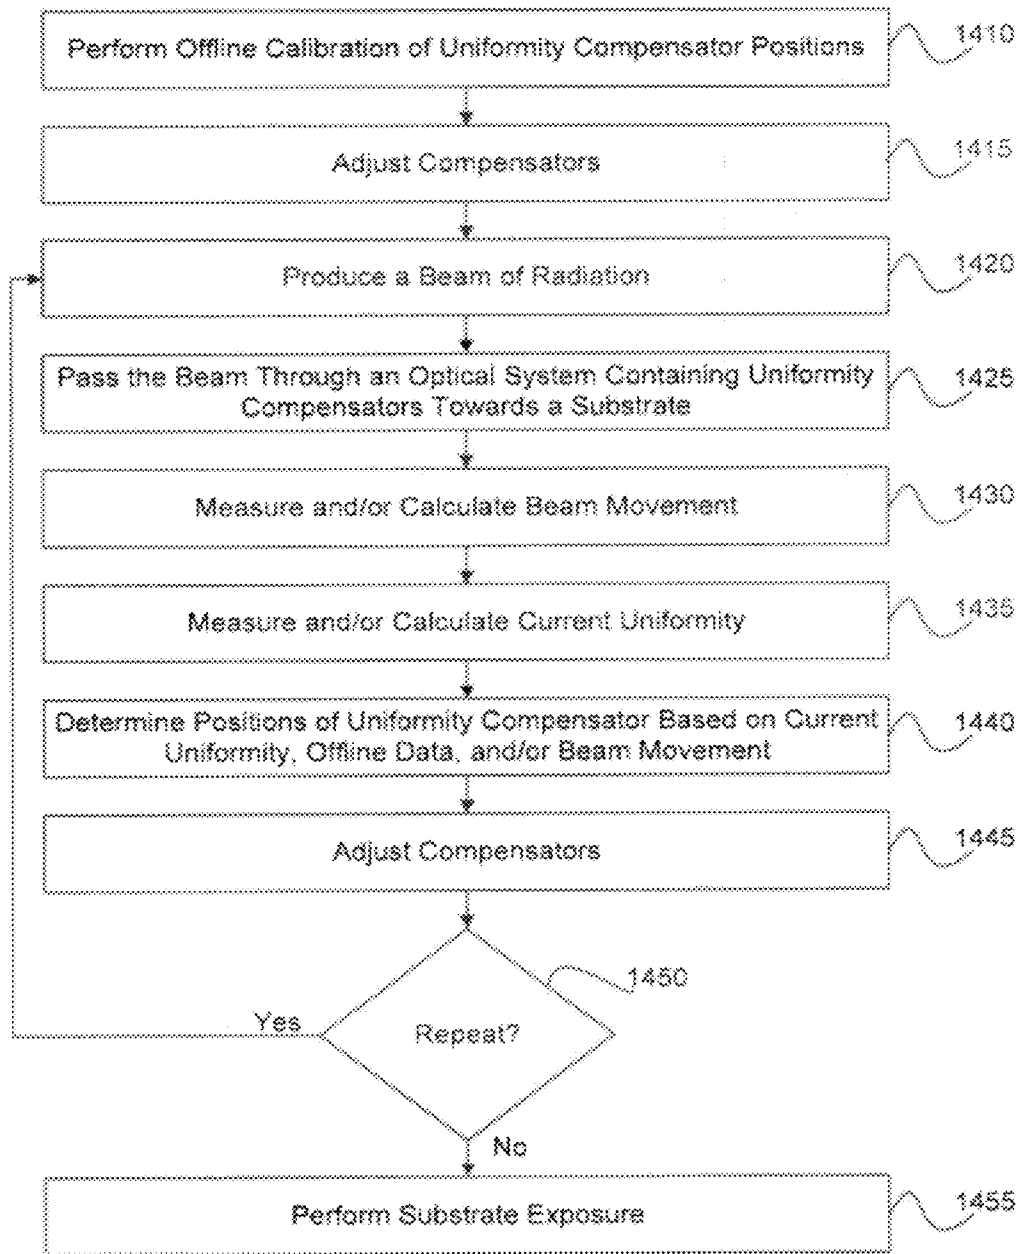 Perform Offline Calibration of Uniformity Compensator Positions
1410
Adjust Compensators
1415
Produce a Beam of Radiation
1420
Pass the Beam Through an Optical System Containing Uniformity
Compensators Towards a Substrate
1425
Measure and/or Calculate Beam Movement
1430
Measure and/or Calculate Current Uniformity
1435
Determine Positions of Uniformity Compensator Based on Current
Uniformity, Offline Data, and/or Beam Movement
1440
Adjust Compensators
1445
1450
Yes
Repeat?
No
Perform Substrate Exposure
1455